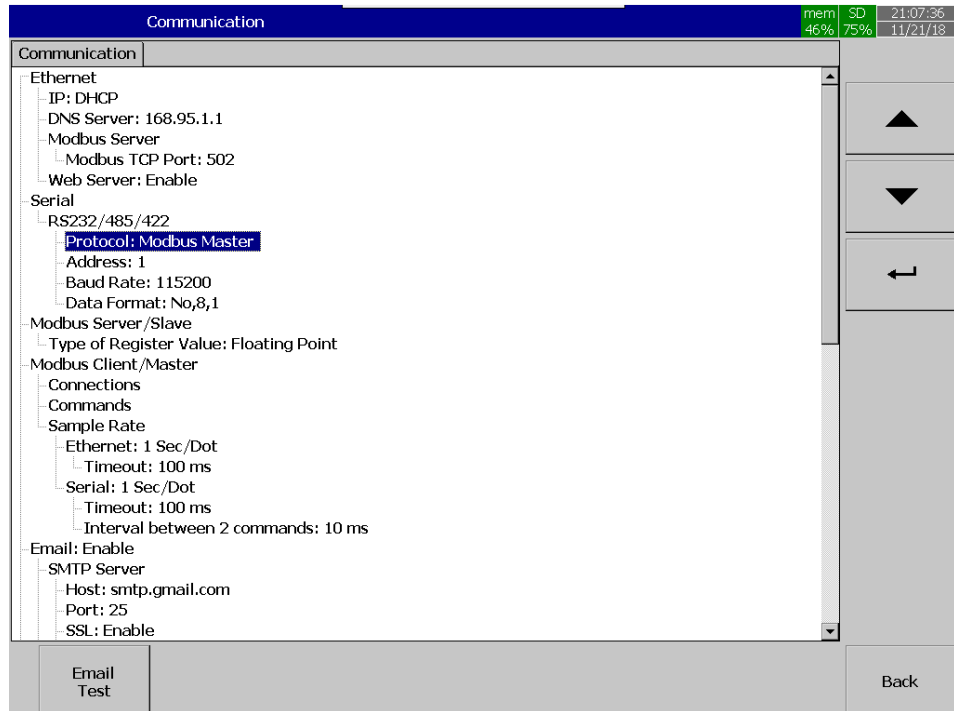 Communication
mem 46%
SD 75%
21:07:36
11/21/18
Communication
Ethernet
IP: DHCP
DNS Server: 168.95.1.1
Modbus Server
Modbus TCP Port: 502
Web Server: Enable
Serial
RS232/485/422
Protocol: Modbus Master
Address: 1
Baud Rate: 115200
Data Format: No,8,1
Modbus Server/Slave
Type of Register Value: Floating Point
Modbus Client/Master
Connections
Commands
Sample Rate
Ethernet: 1 Sec/Dot
Timeout: 100 ms
Serial: 1 Sec/Dot
Timeout: 100 ms
Interval between 2 commands: 10 ms
Email: Enable
SMTP Server
Host: smtp.gmail.com
Port: 25
SSL: Enable
Email
Test
Back